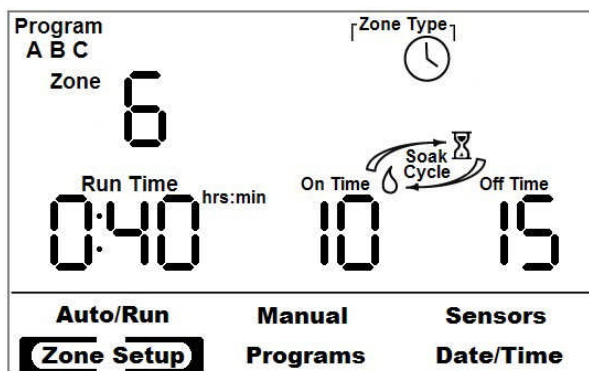 Program
A B C
Zone Type
Zone 6
Soak
Cycle
Run Time hrs:min On Time Off Time
0:40 10 15
Auto/Run Manual Sensors
Zone Setup Programs Date/Time